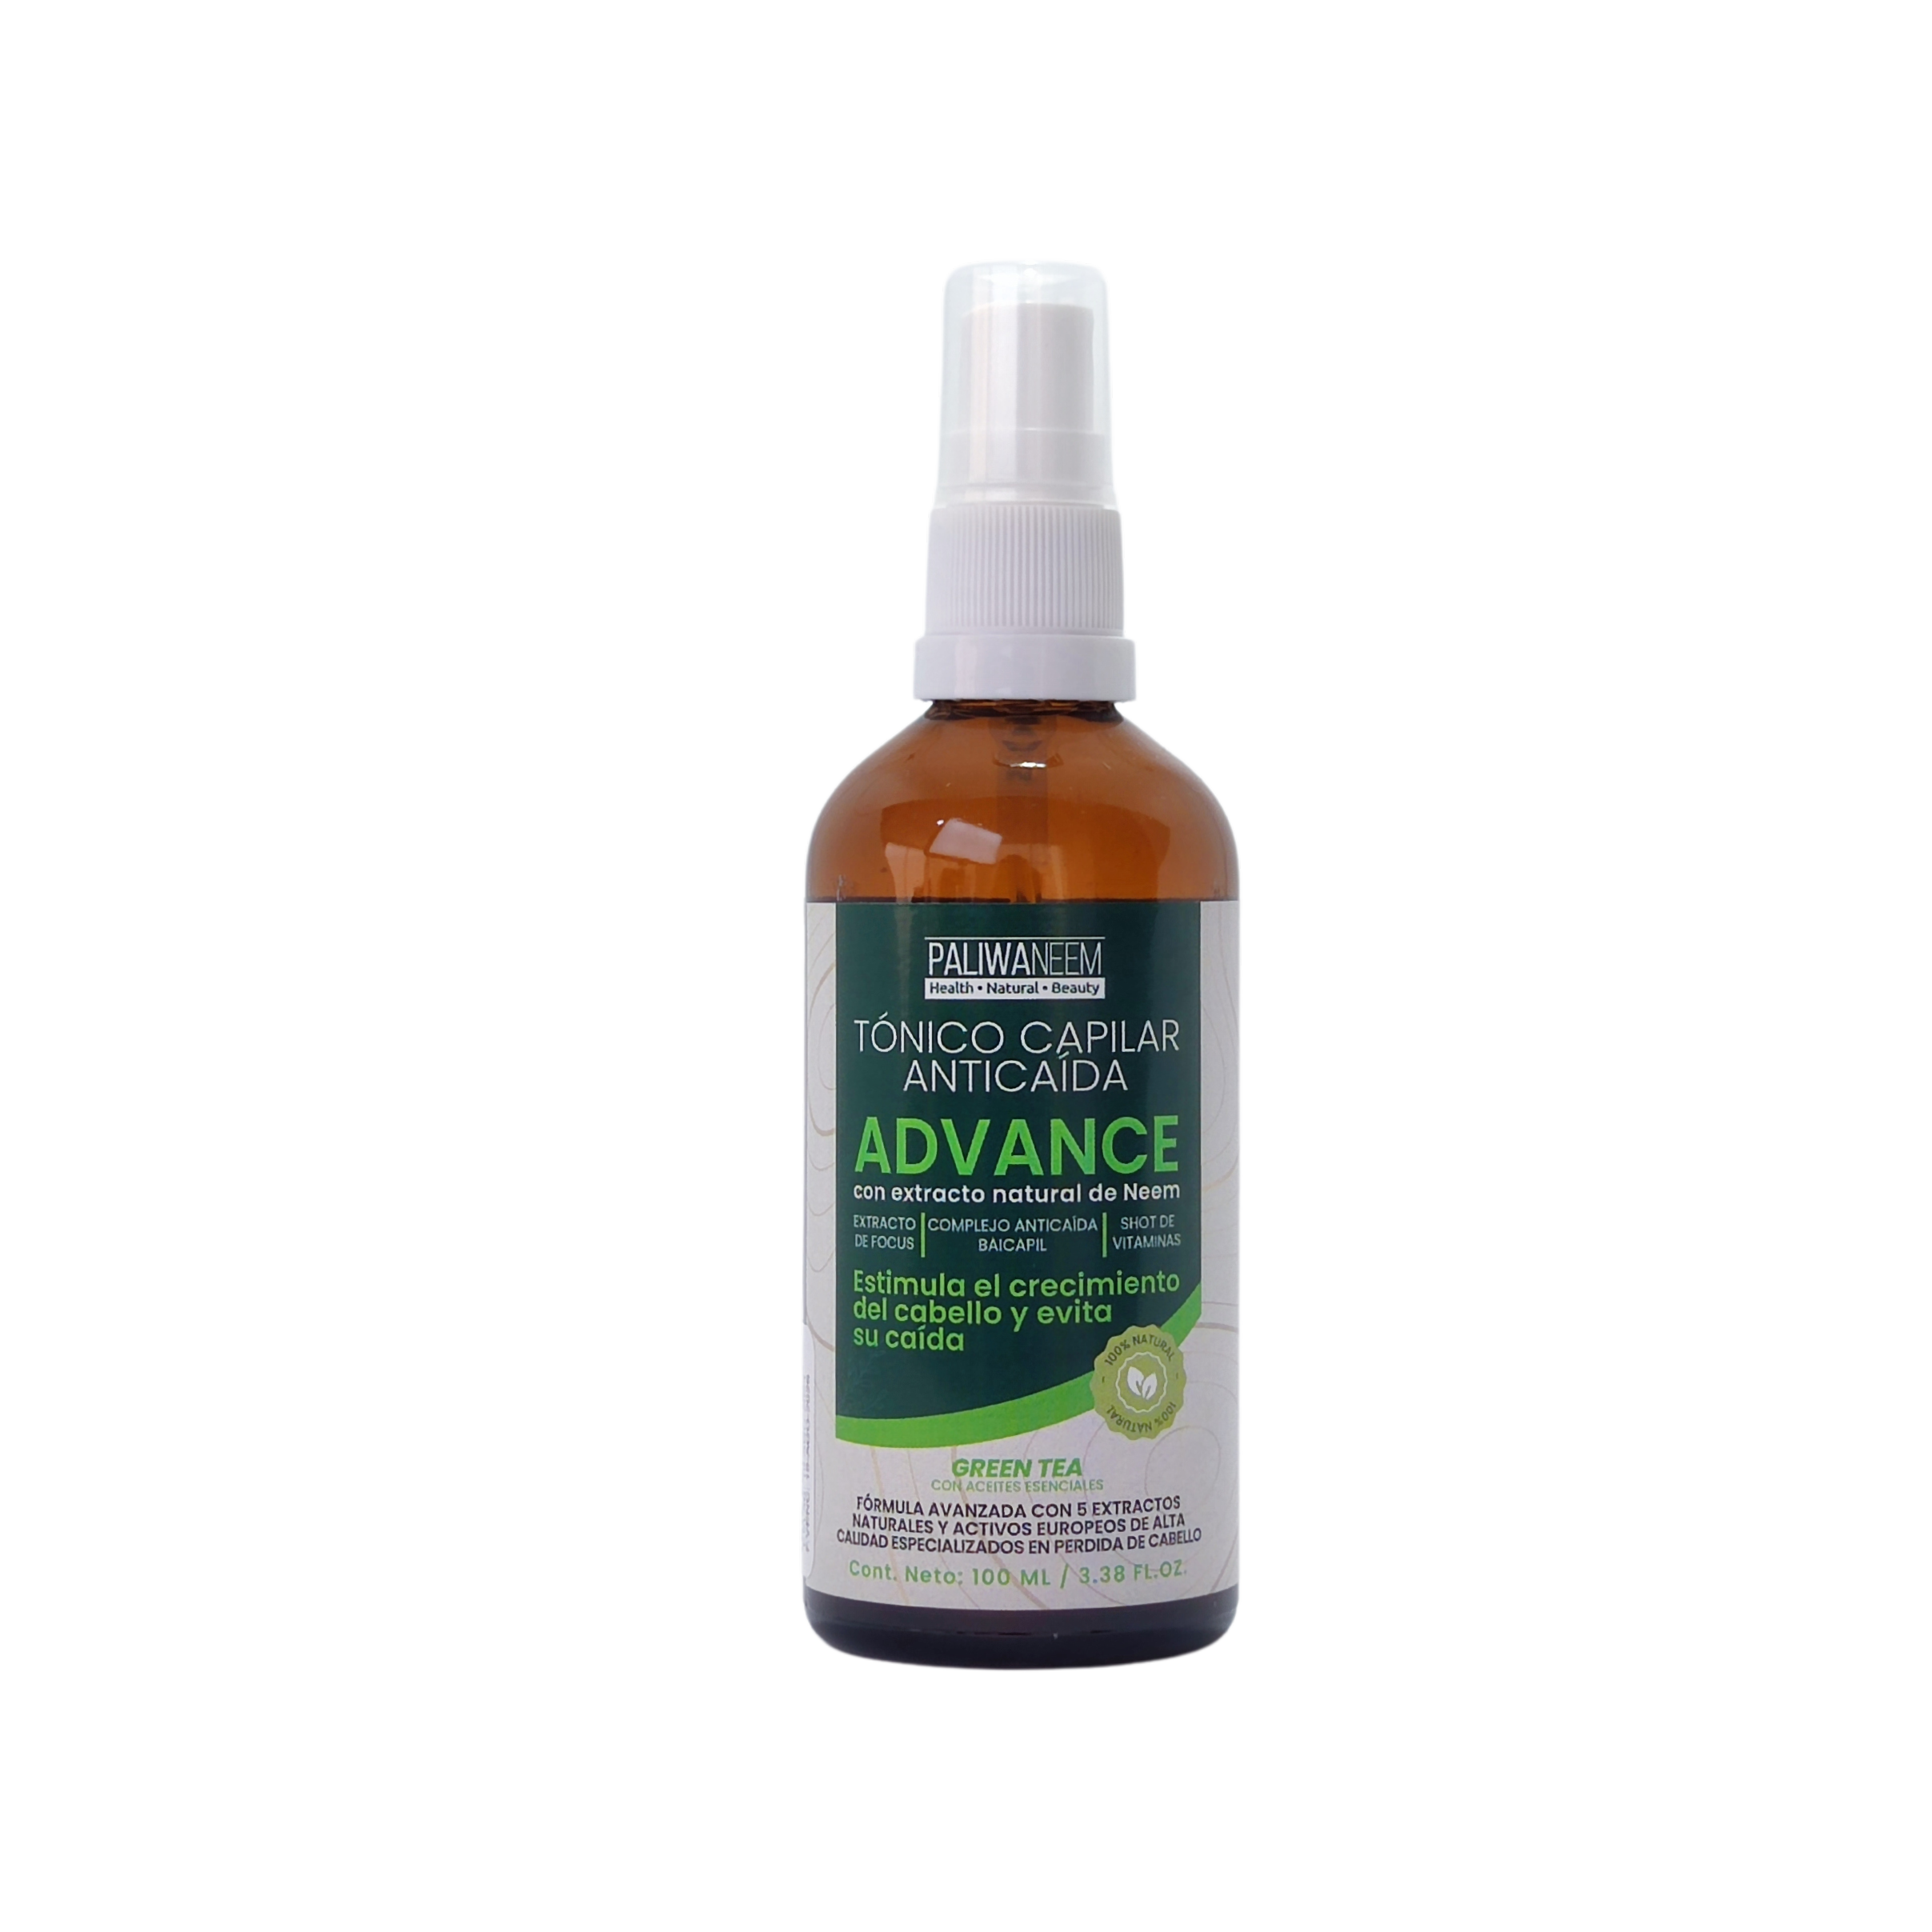 PALIWANEEM
Health • Natural • Beauty
TÓNICO CAPILAR
ANTICAÍDA
ADVANCE
con extracto natural de Neem
EXTRACTO
DE FOCUS
COMPLEJO ANTICAÍDA
BAICAPIL
SHOT DE
VITAMINAS
Estimula el crecimiento
del cabello y evita
su caída
100% NATURAL
100% NATURAL
GREEN TEA
CON ACEITES ESENCIALES
FÓRMULA AVANZADA CON 5 EXTRACTOS
NATURALES Y ACTIVOS EUROPEOS DE ALTA
CALIDAD ESPECIALIZADOS EN PERDIDA DE CABELLO
Cont. Neto: 100 ML / 3.38 FL.OZ.